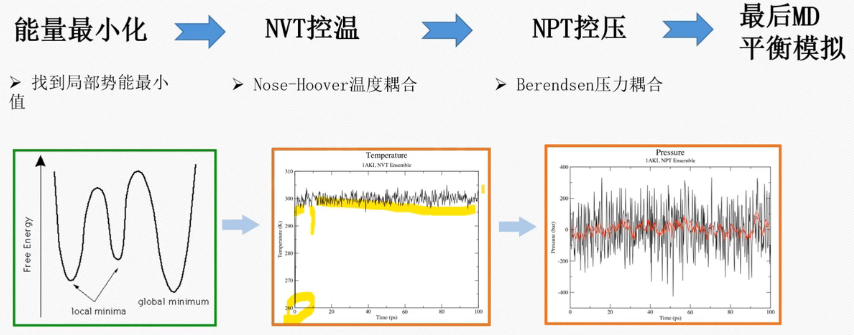 能量最小化
NVT控温
NPT控压
最后MD
平衡模拟
➢ 找到局部势能最小
值
➢ Nose-Hoover温度耦合
➢ Berendsen压力耦合
Free Energy
local minima
global minimum
Temperature
1AKI, NVT Ensemble
Temperature (K)
310
300
290
280
270
260
0
20
40
60
80
100
Time (ps)
Pressure
1AKI, NPT Ensemble
Pressure (bar)
400
200
0
-200
-400
0
20
40
60
80
100
Time (ps)